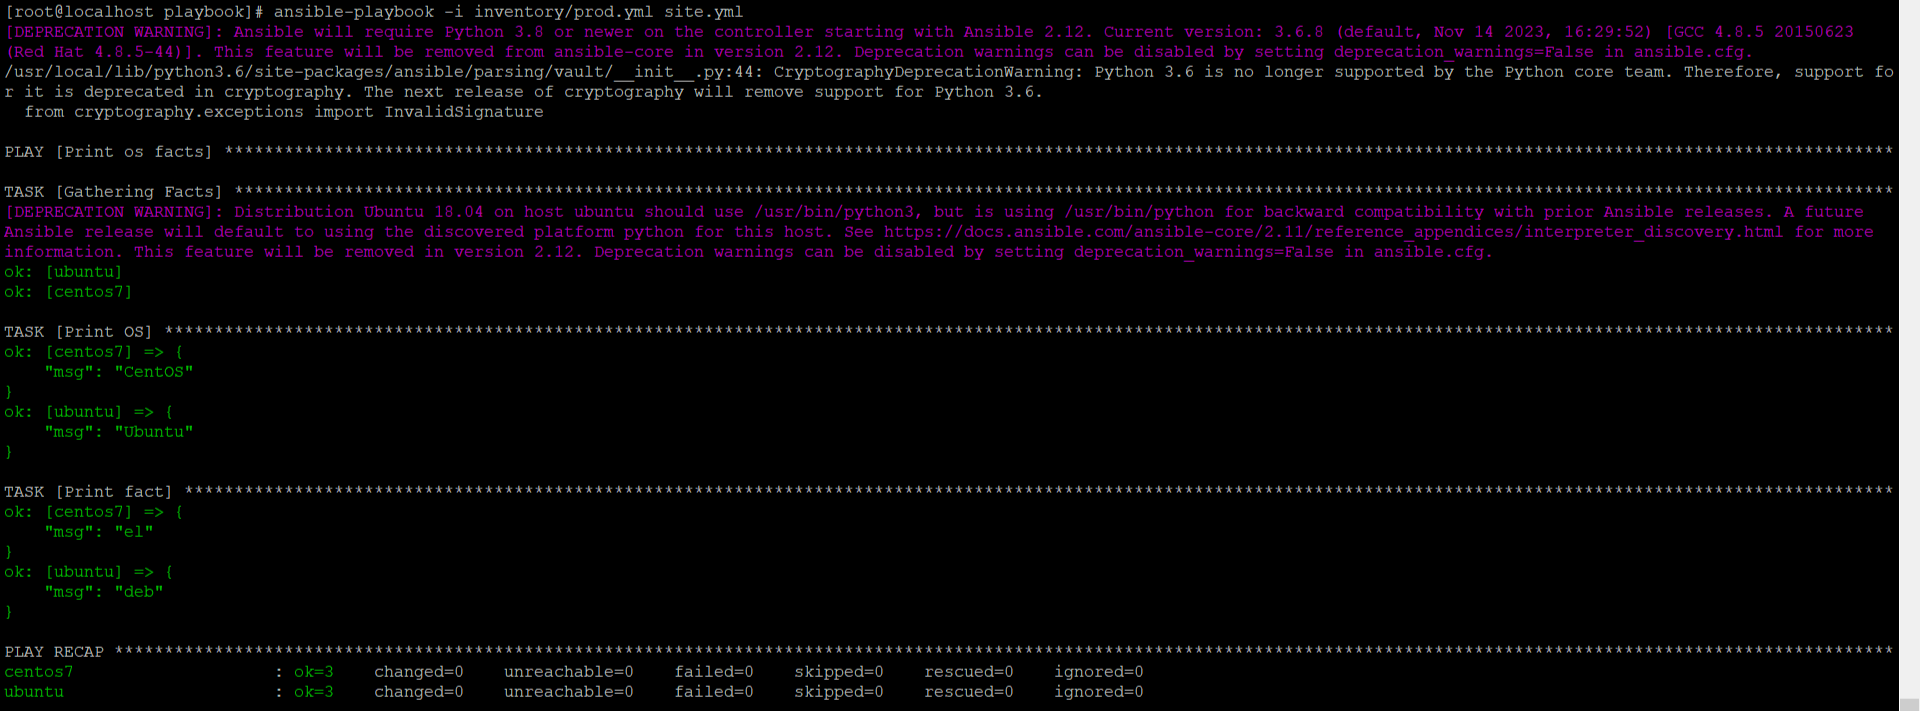 [root@localhost playbook]# ansible-playbook -i inventory/prod.yml site.yml
[DEPRECATION WARNING]: Ansible will require Python 3.8 or newer on the controller starting with Ansible 2.12. Current version: 3.6.8 (default, Nov 14 2023, 16:29:52) [GCC 4.8.5 20150623
(Red Hat 4.8.5-44)]. This feature will be removed from ansible-core in version 2.12. Deprecation warnings can be disabled by setting deprecation_warnings=False in ansible.cfg.
/usr/local/lib/python3.6/site-packages/ansible/parsing/vault/__init__.py:44: CryptographyDeprecationWarning: Python 3.6 is no longer supported by the Python core team. Therefore, support fo
r it is deprecated in cryptography. The next release of cryptography will remove support for Python 3.6.
  from cryptography.exceptions import InvalidSignature
PLAY [Print os facts] ***********************************************************************************************************************************************************************
TASK [Gathering Facts] **********************************************************************************************************************************************************************
[DEPRECATION WARNING]: Distribution Ubuntu 18.04 on host ubuntu should use /usr/bin/python3, but is using /usr/bin/python for backward compatibility with prior Ansible releases. A future
Ansible release will default to using the discovered platform python for this host. See https://docs.ansible.com/ansible-core/2.11/reference_appendices/interpreter_discovery.html for more
information. This feature will be removed in version 2.12. Deprecation warnings can be disabled by setting deprecation_warnings=False in ansible.cfg.
ok: [ubuntu]
ok: [centos7]
TASK [Print OS] *****************************************************************************************************************************************************************************
ok: [centos7] => {
    "msg": "CentOS"
}
ok: [ubuntu] => {
    "msg": "Ubuntu"
}
TASK [Print fact] ***************************************************************************************************************************************************************************
ok: [centos7] => {
    "msg": "el"
}
ok: [ubuntu] => {
    "msg": "deb"
}
PLAY RECAP **********************************************************************************************************************************************************************************
centos7                    : ok=3    changed=0    unreachable=0    failed=0    skipped=0    rescued=0    ignored=0
ubuntu                     : ok=3    changed=0    unreachable=0    failed=0    skipped=0    rescued=0    ignored=0